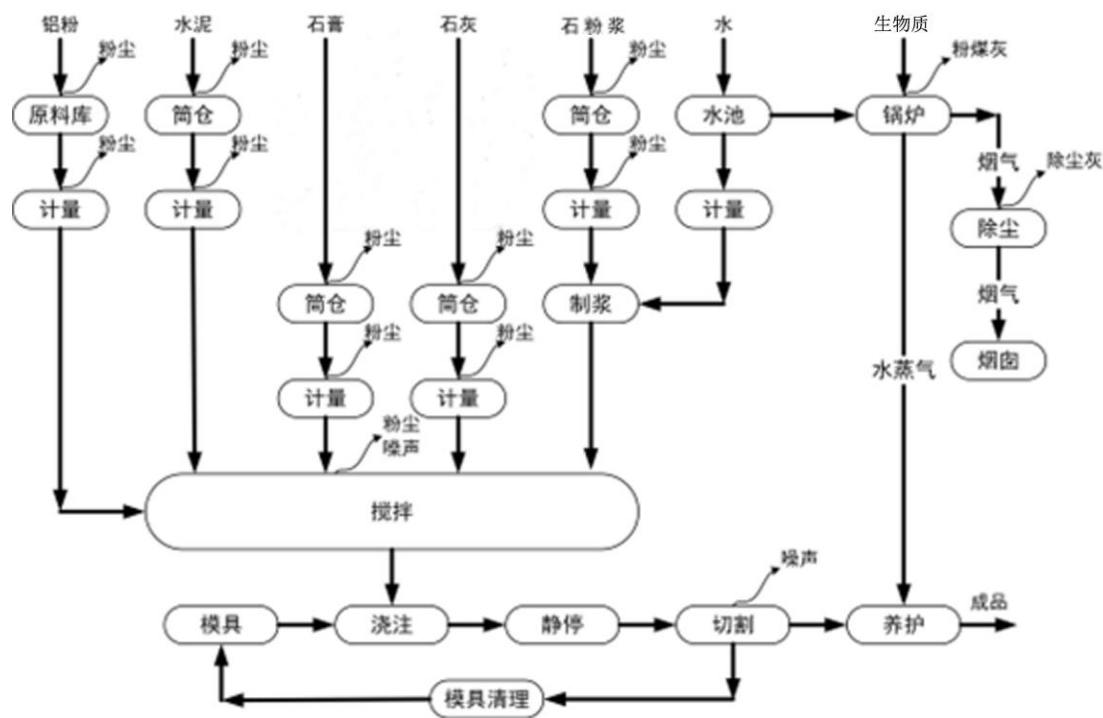 铝粉 水泥 石膏 石灰 石粉浆 水 生物质
粉尘 粉尘 粉尘 粉煤灰
原料库 筒仓 筒仓 水池 锅炉
粉尘 粉尘 粉尘 烟气 除尘灰
计量 计量 计量 计量 除尘
粉尘 粉尘
筒仓 筒仓 制浆 烟气
粉尘 粉尘
水蒸气 烟囱
计量 计量
粉尘
噪声
搅拌
噪声
成品
模具 浇注 静停 切割 养护
模具清理